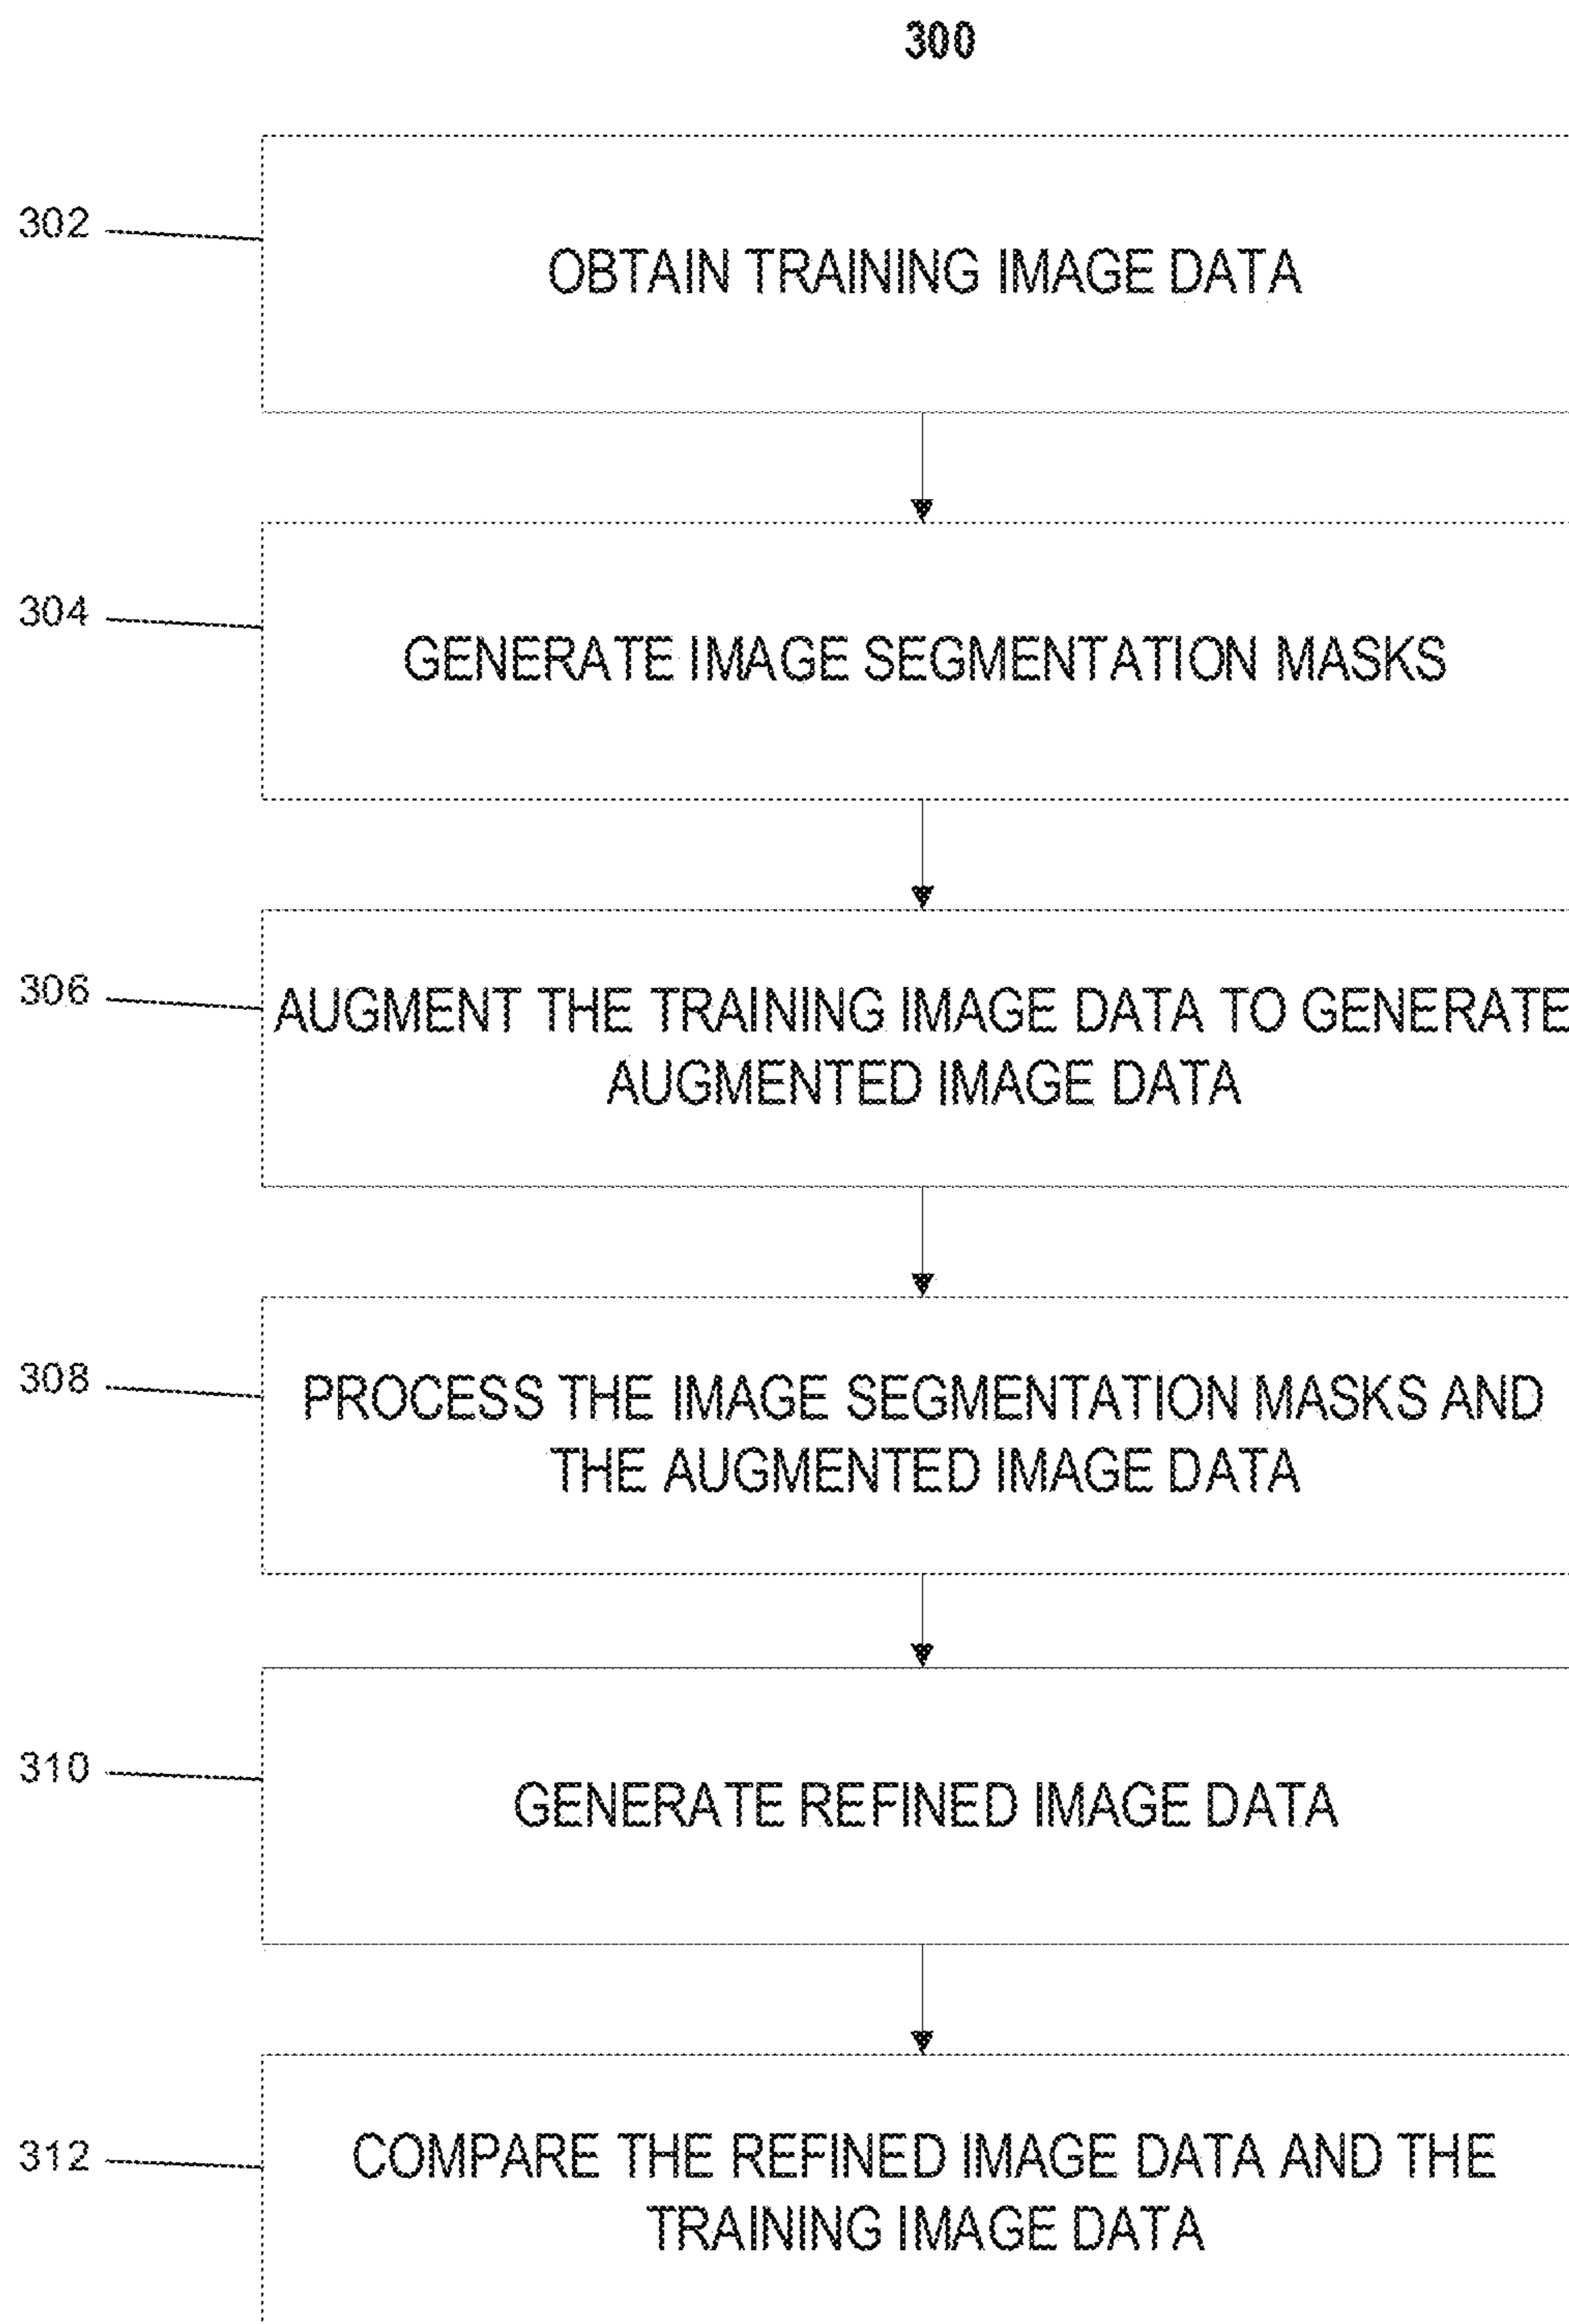 300
302
OBTAIN TRAINING IMAGE DATA
304
GENERATE IMAGE SEGMENTATION MASKS
306
AUGMENT THE TRAINING IMAGE DATA TO GENERATE
AUGMENTED IMAGE DATA
308
PROCESS THE IMAGE SEGMENTATION MASKS AND
THE AUGMENTED IMAGE DATA
310
GENERATE REFINED IMAGE DATA
312
COMPARE THE REFINED IMAGE DATA AND THE
TRAINING IMAGE DATA